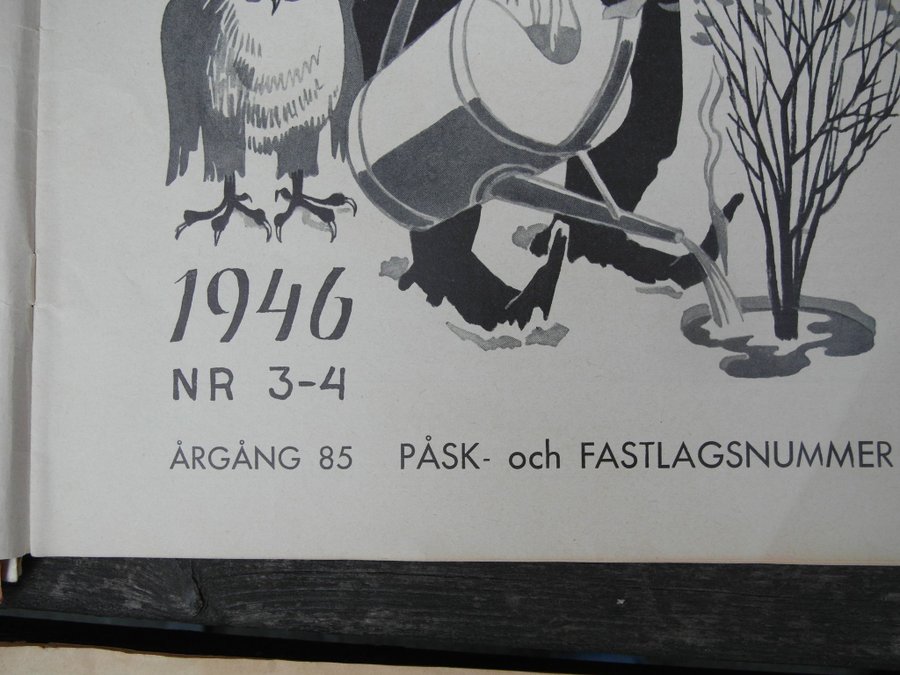 1946
NR 3-4
ÅRGÅNG 85 PÅSK- och FASTLAGSNUMMER